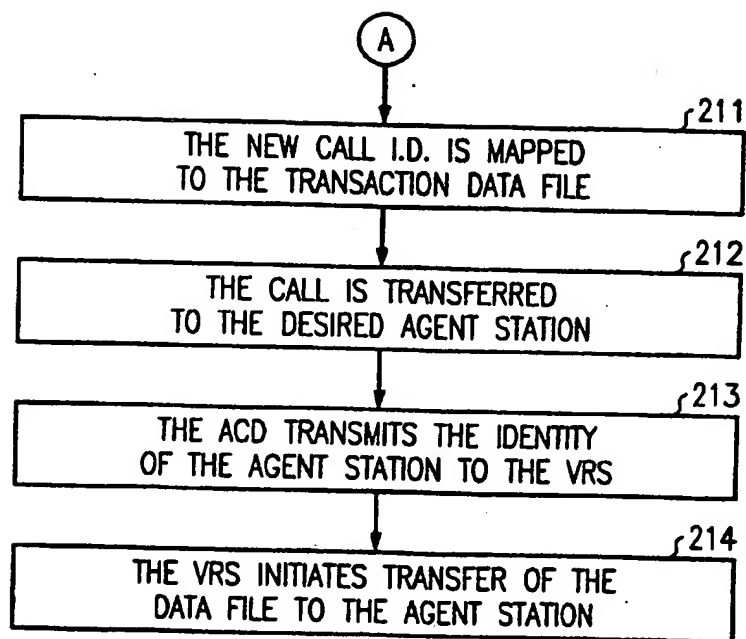 A
211
THE NEW CALL I.D. IS MAPPED
TO THE TRANSACTION DATA FILE
212
THE CALL IS TRANSFERRED
TO THE DESIRED AGENT STATION
213
THE ACD TRANSMITS THE IDENTITY
OF THE AGENT STATION TO THE VRS
214
THE VRS INITIATES TRANSFER OF THE
DATA FILE TO THE AGENT STATION